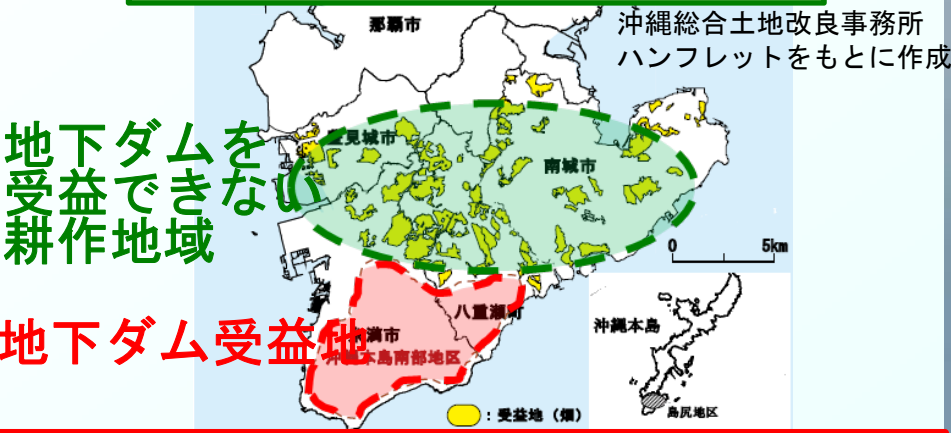 那覇市
沖縄総合土地改良事務所
ハンフレットをもとに作成
地下ダムを
受益できない
耕作地域
豊見城市
南城市
0 5km
八重瀬町
地下ダム受益地
糸満市
沖縄本島南部地区
沖縄本島
島尻地区
：受益地（畑）